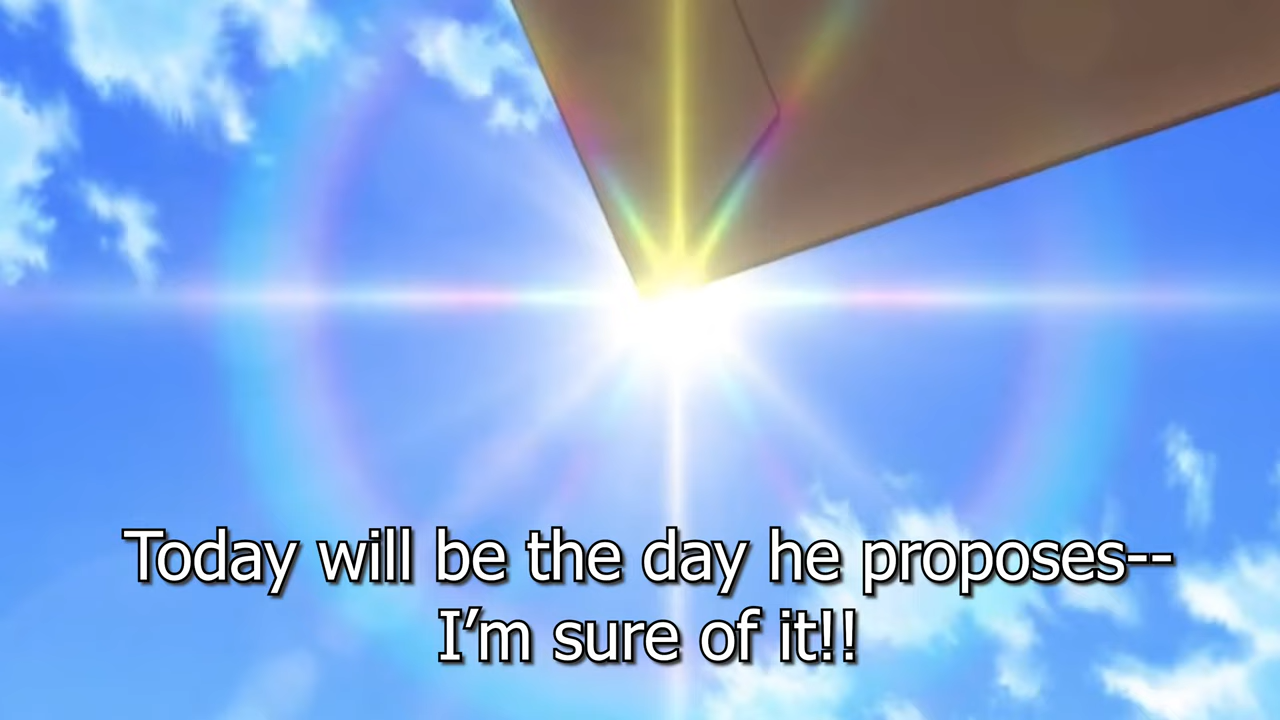 Today will be the day he proposes--
I’m sure of it!!